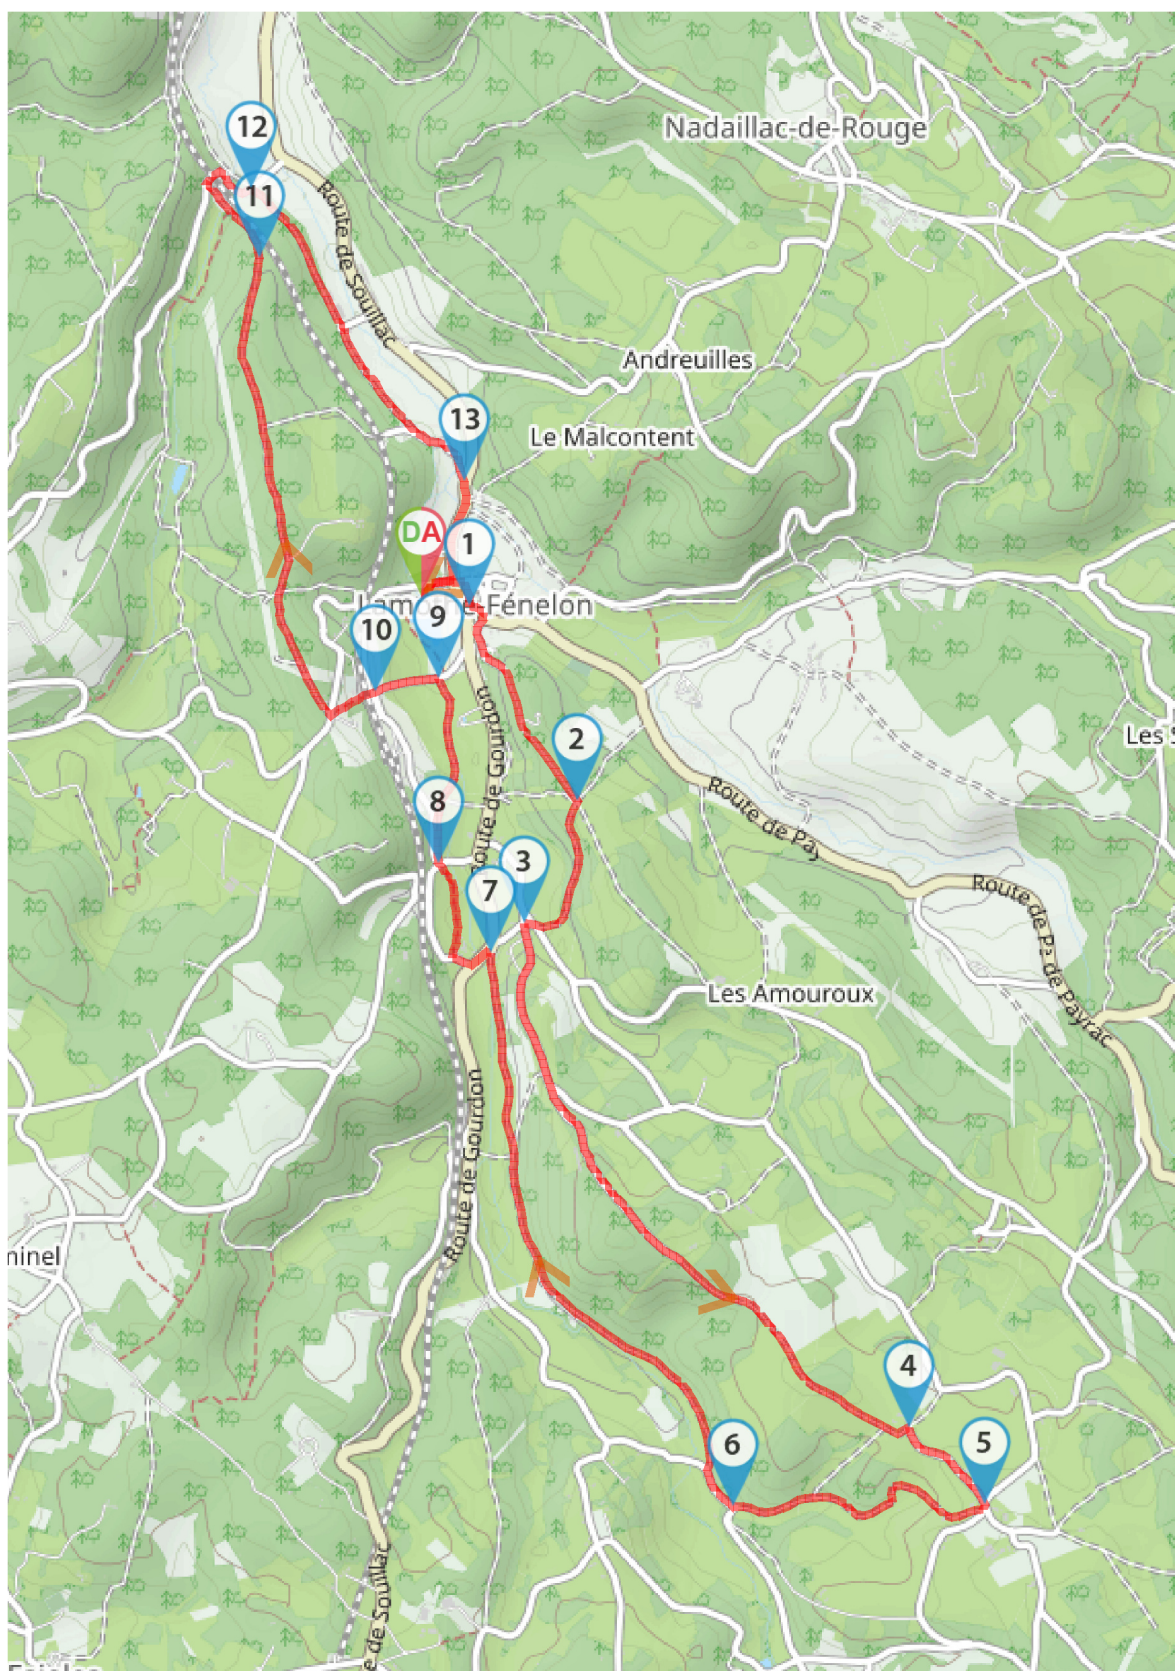 12
Nadaillac-de-Rouge
11
Route de Souillac
Andreuilles
13
Le Malcontent
DA
1
9
10
Route de Gourdon
2
Les
8
Route de
3
7
Route de
Les Amouroux
de Payrac
Route de Gourdon
4
5
6
de Souillac